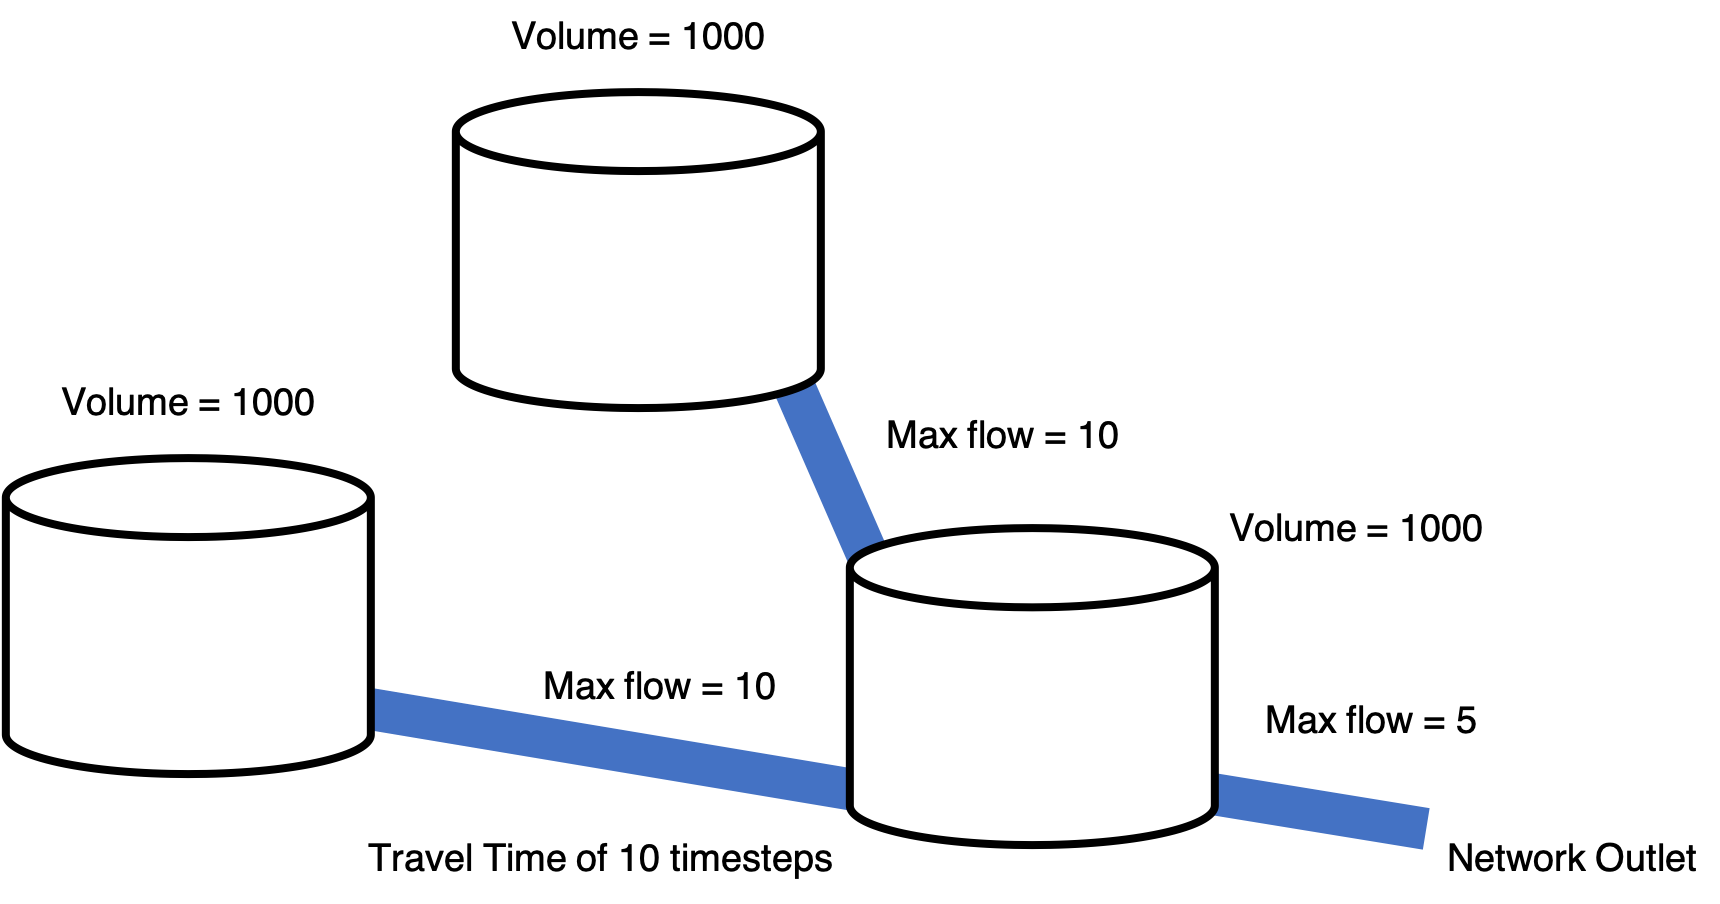 Volume = 1000
Volume = 1000
Max flow = 10
Volume = 1000
Max flow = 10
Max flow = 5
Travel Time of 10 timesteps
Network Outlet